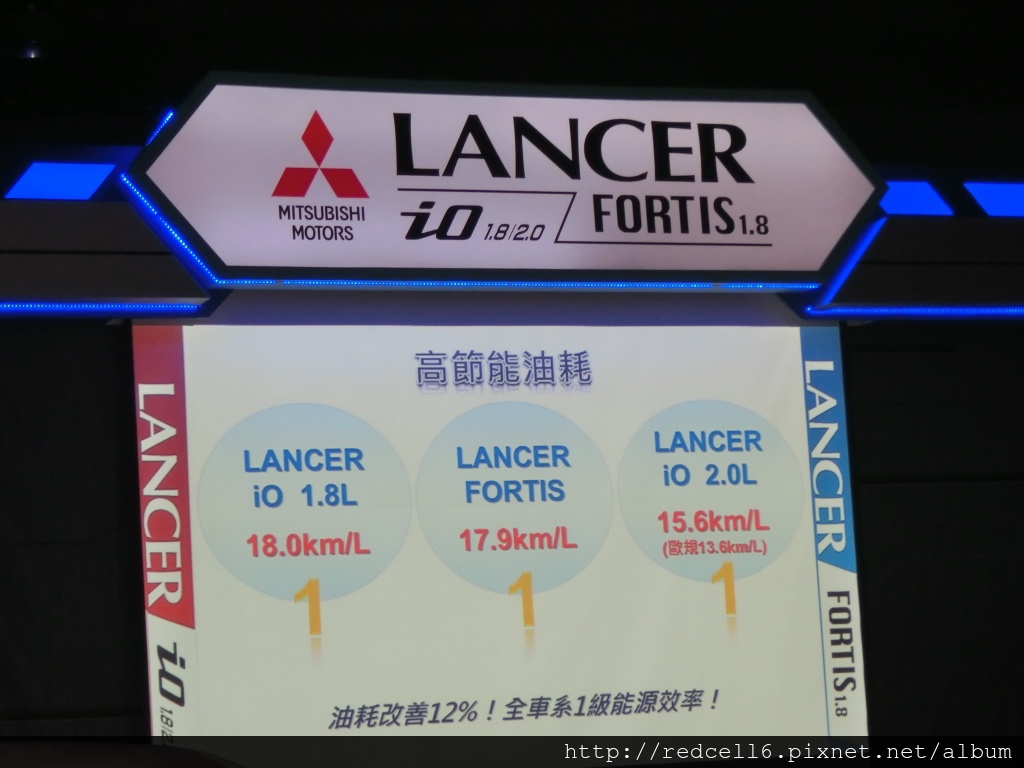 LANCER
MITSUBISHI
MOTORS
iO 1.8/2.0
FORTIS 1.8
高節能油耗
LANCER
iO 1.8L
18.0km/L
1
LANCER
FORTIS
17.9km/L
1
LANCER
iO 2.0L
15.6km/L
(歐規13.6km/L)
1
油耗改善12%！全車系1級能源效率！
LANCER
iO
1.8/2
LANCER
FORTIS 1.8
http://redcell6.pixnet.net/album